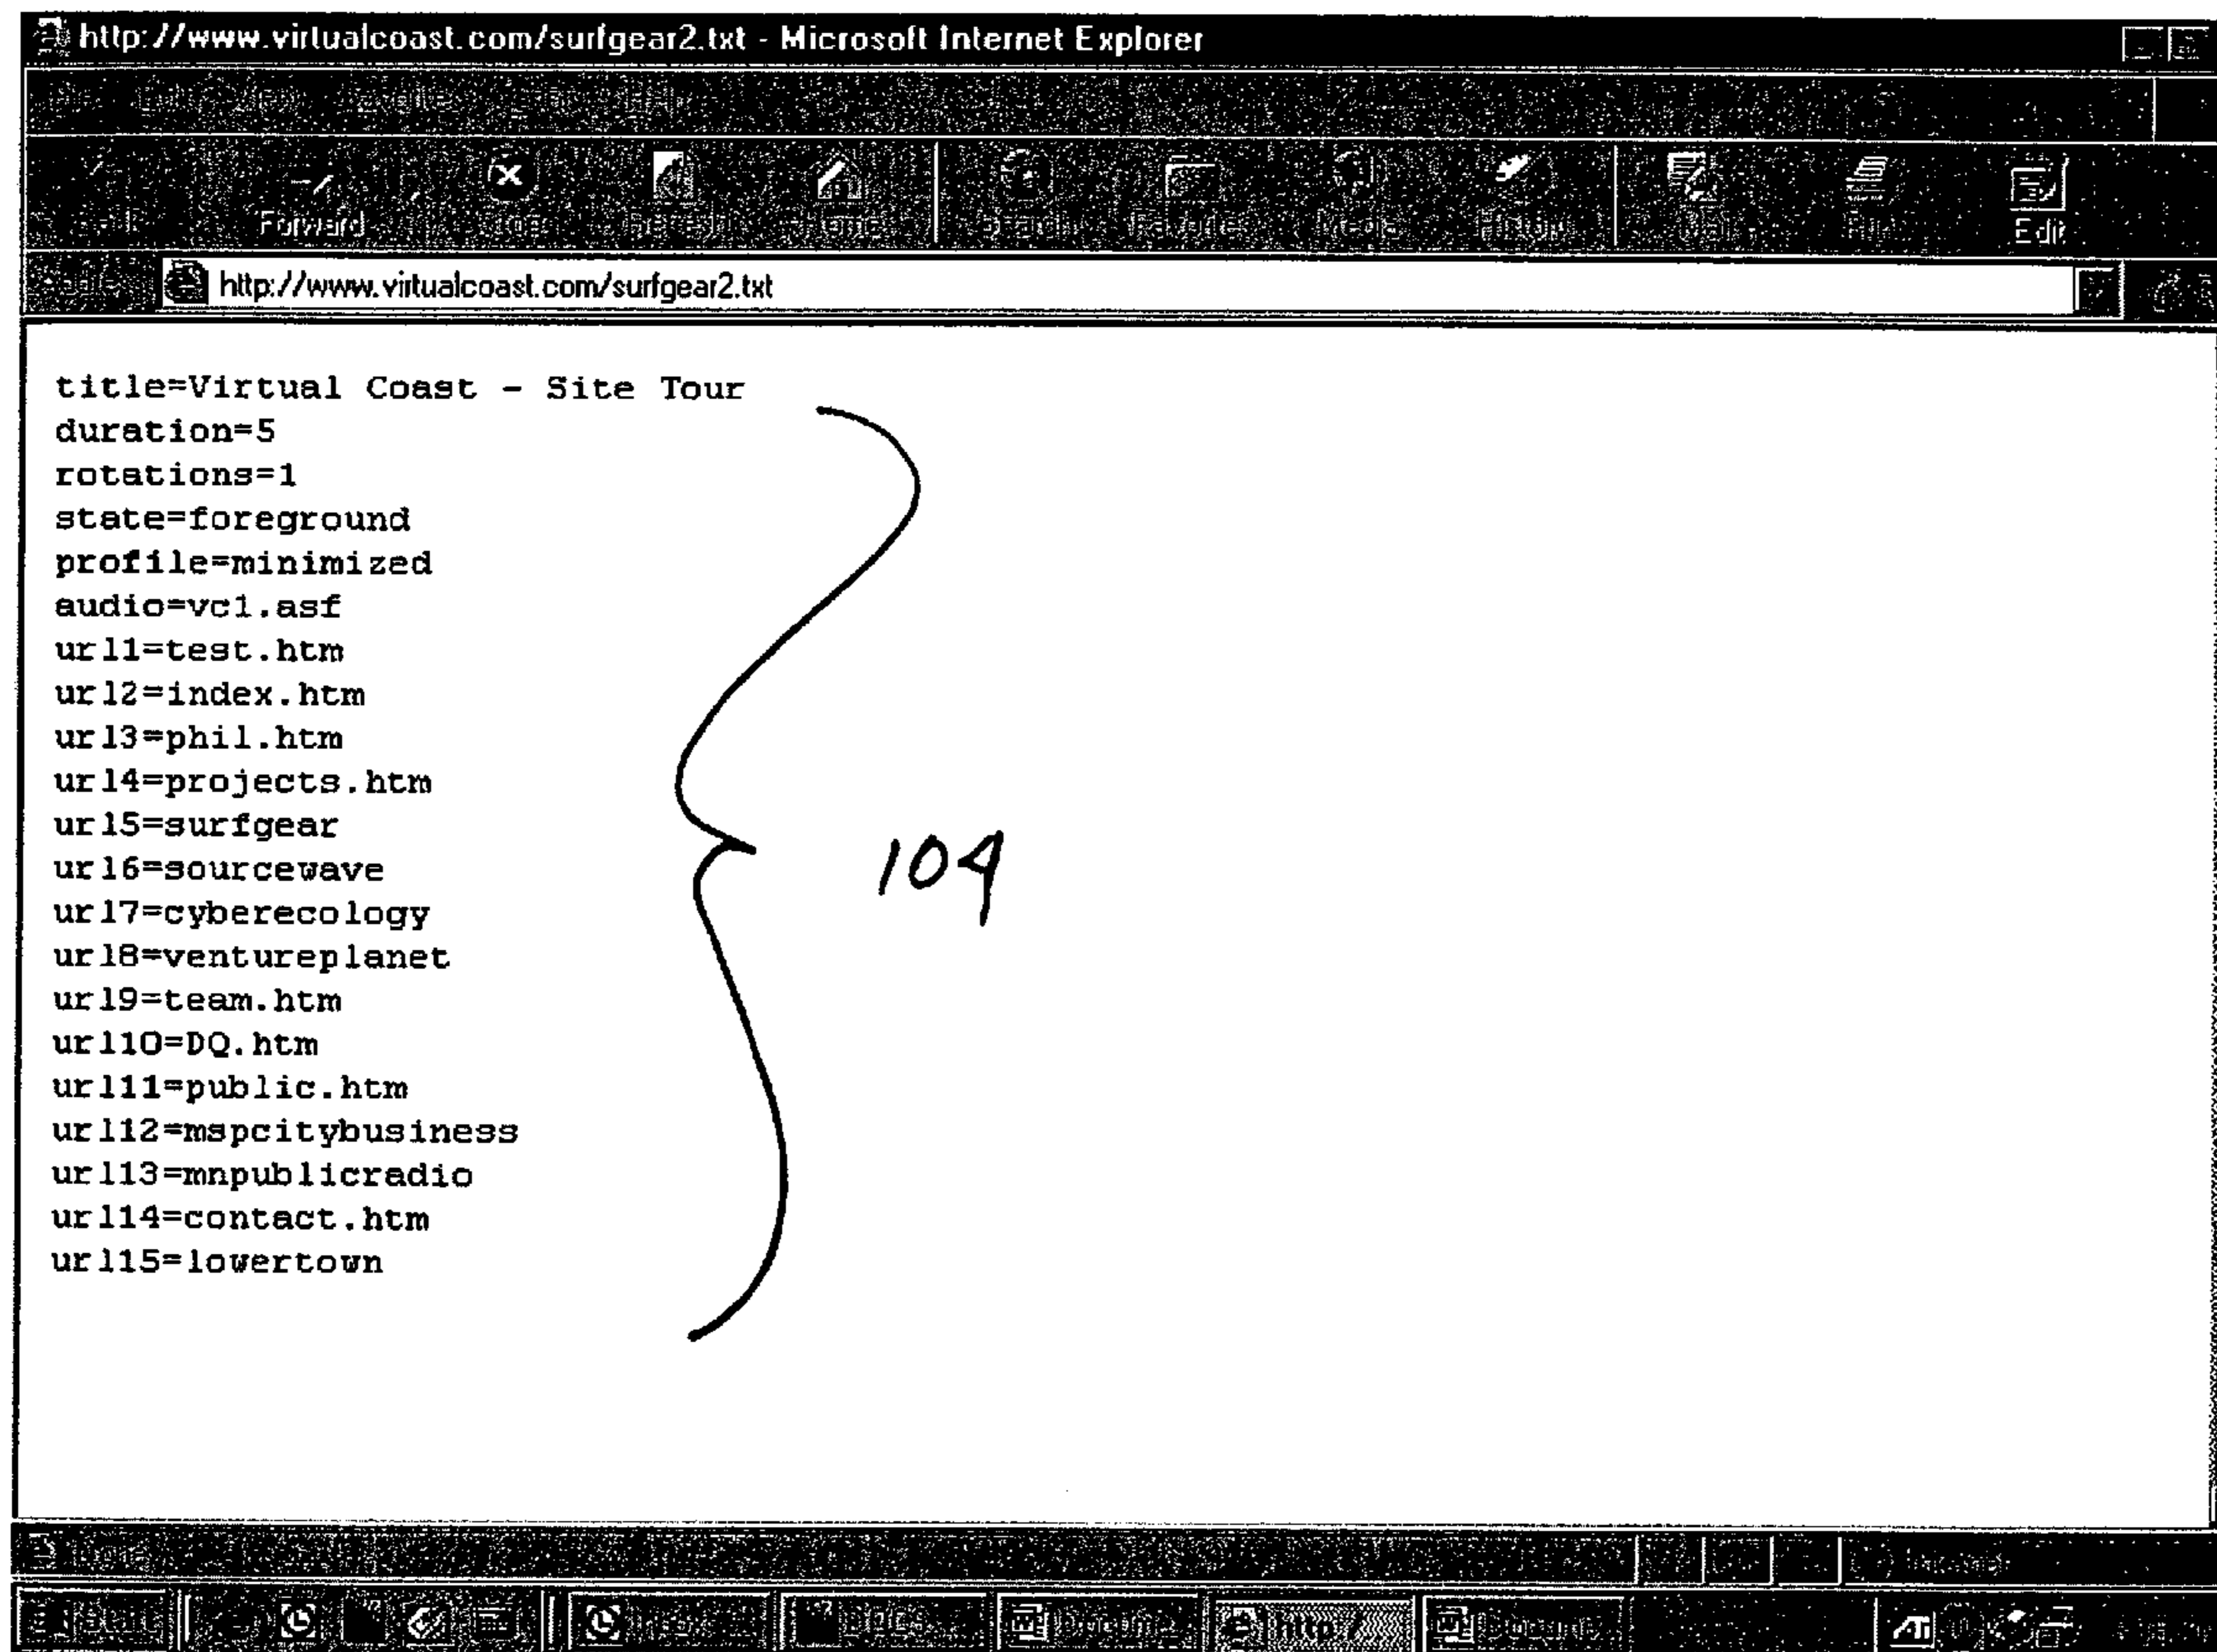 http://www.virtualcoast.com/surfgear2.txt - Microsoft Internet Explorer
Forward
Edit
http://www.virtualcoast.com/surfgear2.txt
title=Virtual Coast - Site Tour
duration=5
rotations=1
state=foreground
profile=minimized
audio=vc1.asf
url1=test.htm
url2=index.htm
url3=phil.htm
url4=projects.htm
url5=surfgear
url6=sourcewave
url7=cyberecology
url8=ventureplanet
url9=team.htm
url10=DQ.htm
url11=public.htm
url12=mspcitybusiness
url13=mnpublicradio
url14=contact.htm
url15=lowertown
104
http://